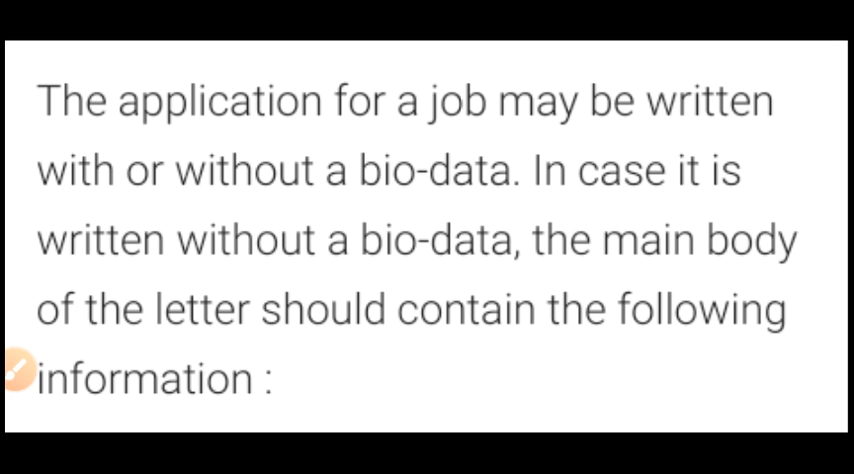 The application for a job may be written
with or without a bio-data. In case it is
written without a bio-data, the main body
of the letter should contain the following
information :